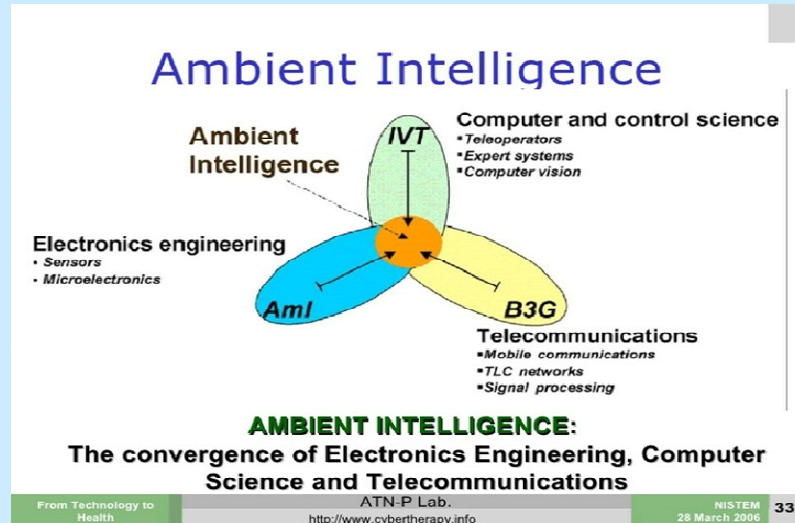 Ambient Intelligence
Ambient
Intelligence
IVT
Computer and control science
▪Teleoperators
▪Expert systems
▪Computer vision
Electronics engineering
• Sensors
• Microelectronics
AmI
B3G
Telecommunications
▪Mobile communications
▪TLC networks
▪Signal processing
AMBIENT INTELLIGENCE:
The convergence of Electronics Engineering, Computer
Science and Telecommunications
From Technology to
Health
ATN-P Lab.
http://www.cybertherapy.info
NISTEM
28 March 2006
33